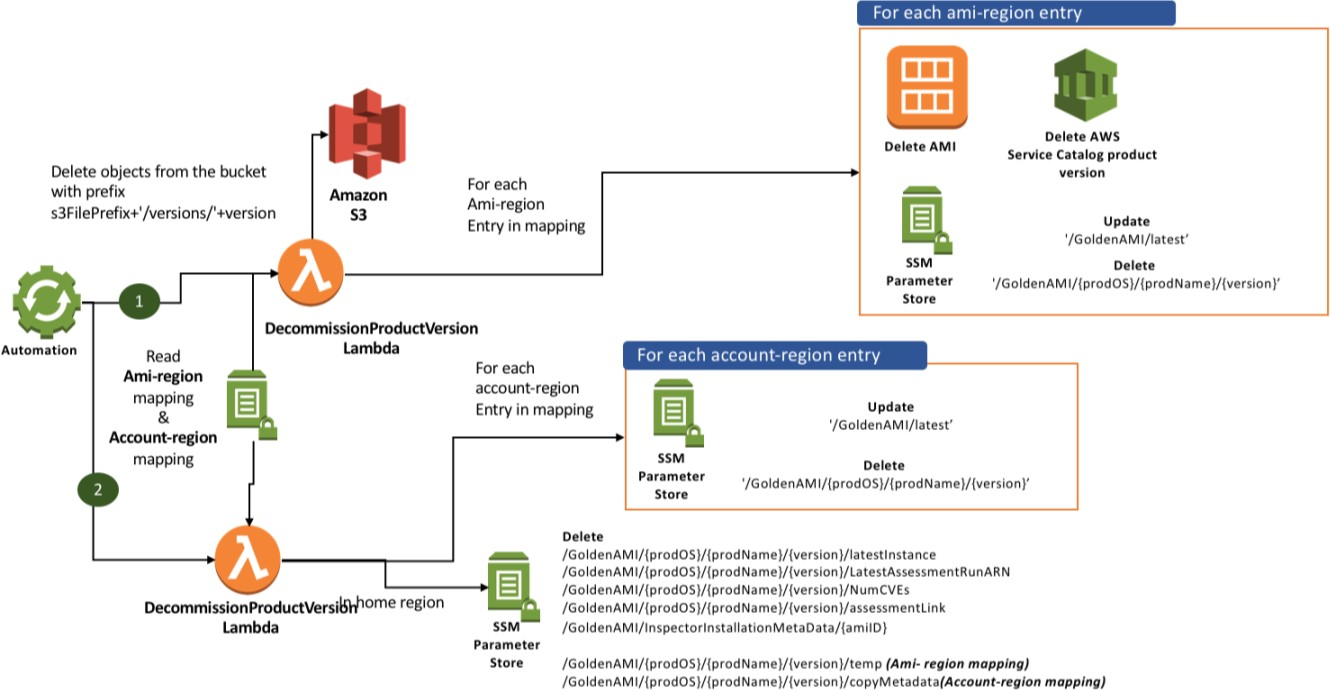 For each ami-region entry
Delete AMI
Delete AWS
Service Catalog product
version
SSM
Parameter
Store
Update
'/GoldenAMI/latest’
Delete
'/GoldenAMI/{prodOS}/{prodName}/{version}’
Delete objects from the bucket
with prefix
s3FilePrefix+'/versions/'+version
Amazon
S3
For each
Ami-region
Entry in mapping
λ
DecommissionProductVersion
Lambda
Automation
1
Read
Ami-region
mapping
&
Account-region
mapping
2
For each
account-region
Entry in mapping
For each account-region entry
SSM
Parameter
Store
Update
'/GoldenAMI/latest’
Delete
'/GoldenAMI/{prodOS}/{prodName}/{version}’
λ
DecommissionProductVersion
Lambda
In home region
SSM
Parameter
Store
Delete
/GoldenAMI/{prodOS}/{prodName}/{version}/latestInstance
/GoldenAMI/{prodOS}/{prodName}/{version}/LatestAssessmentRunARN
/GoldenAMI/{prodOS}/{prodName}/{version}/NumCVEs
/GoldenAMI/{prodOS}/{prodName}/{version}/assessmentLink
/GoldenAMI/InspectorInstallationMetaData/{amiID}
/GoldenAMI/{prodOS}/{prodName}/{version}/temp (Ami- region mapping)
/GoldenAMI/{prodOS}/{prodName}/{version}/copyMetadata(Account-region mapping)